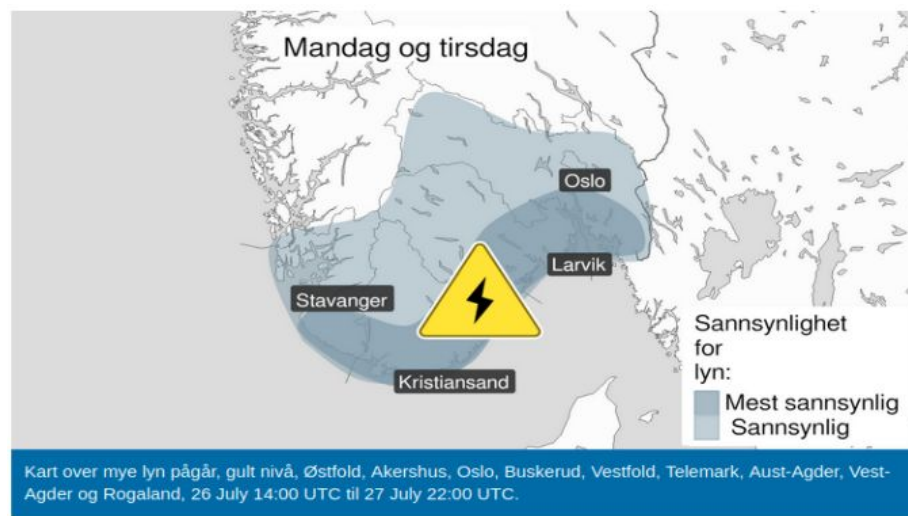 Mandag og tirsdag
Oslo
Larvik
Stavanger
Kristiansand
Sannsynlighet
for
lyn:
Mest sannsynlig
Sannsynlig
Kart over mye lyn pågår, gult nivå, Østfold, Akershus, Oslo, Buskerud, Vestfold, Telemark, Aust-Agder, Vest-
Agder og Rogaland, 26 July 14:00 UTC til 27 July 22:00 UTC.